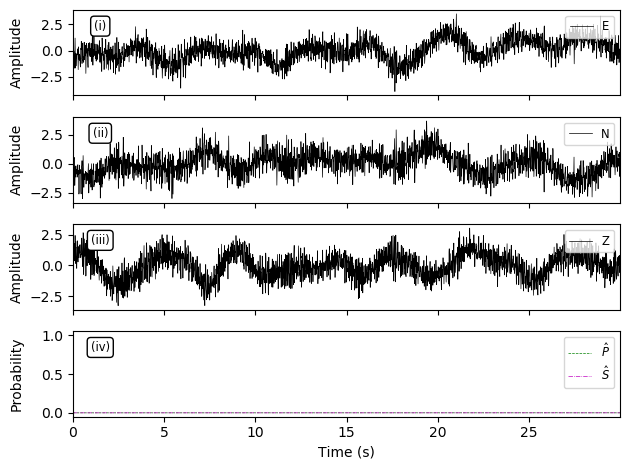 Amplitude
2.5
0.0
−2.5
(i)
E
Amplitude
2.5
0.0
−2.5
(ii)
N
Amplitude
2.5
0.0
−2.5
(iii)
Z
Probability
1.0
0.5
0.0
(iv)
P̂
Ŝ
0 5 10 15 20 25
Time (s)